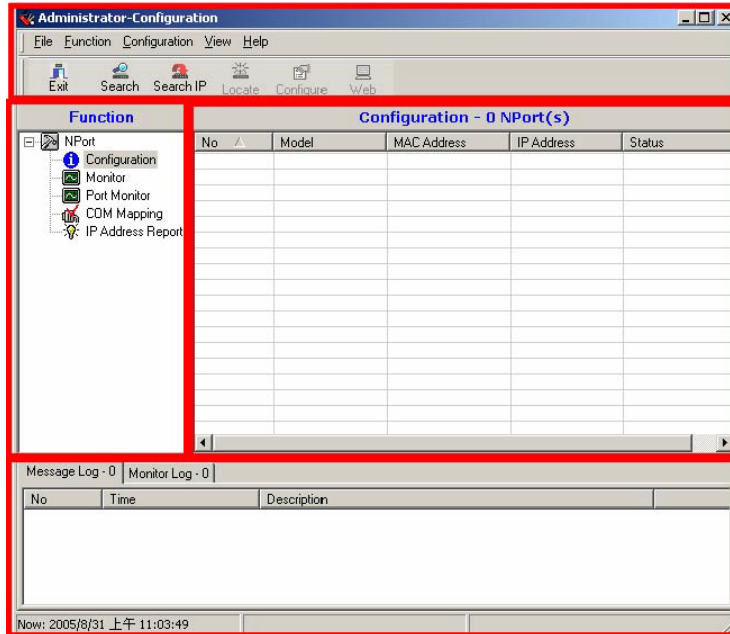 Administrator-Configuration
File Function Configuration View Help
Exit Search Search IP Locate Configure Web
Function
NPort
Configuration
Monitor
Port Monitor
COM Mapping
IP Address Report
Configuration - 0 NPort(s)
No Model MAC Address IP Address Status
Message Log - 0 Monitor Log - 0
No Time Description
Now: 2005/8/31 上午 11:03:49